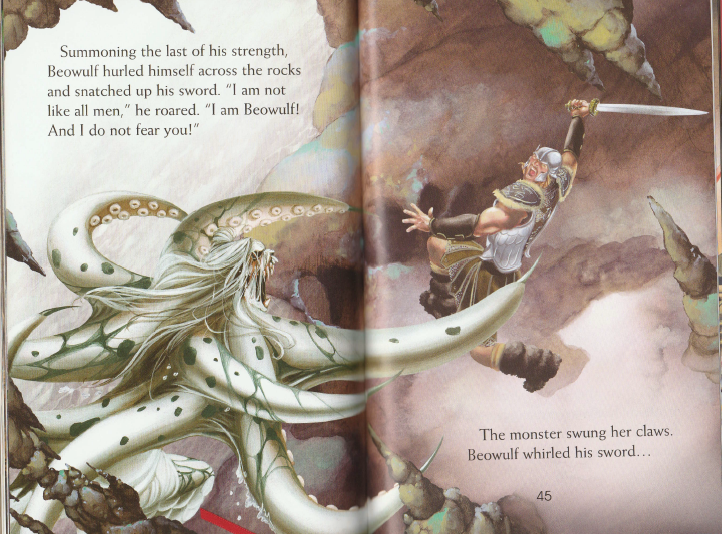 Summoning the last of his strength,
Beowulf hurled himself across the rocks
and snatched up his sword. “I am not
like all men,” he roared. “I am Beowulf!
And I do not fear you!”
The monster swung her claws.
Beowulf whirled his sword...
45